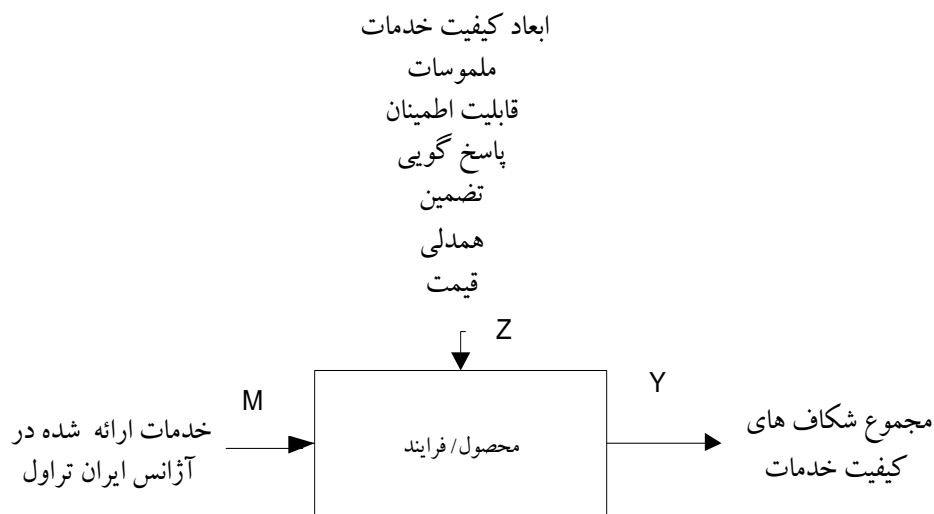 ابعاد کیفیت خدمات
ملموسات
قابلیت اطمینان
پاسخ گویی
تضمین
همدلی
قیمت
Z
Y
M
مجموع شکاف های
کیفیت خدمات
محصول/فرایند
خدمات ارائه شده در
آژانس ایران تراول